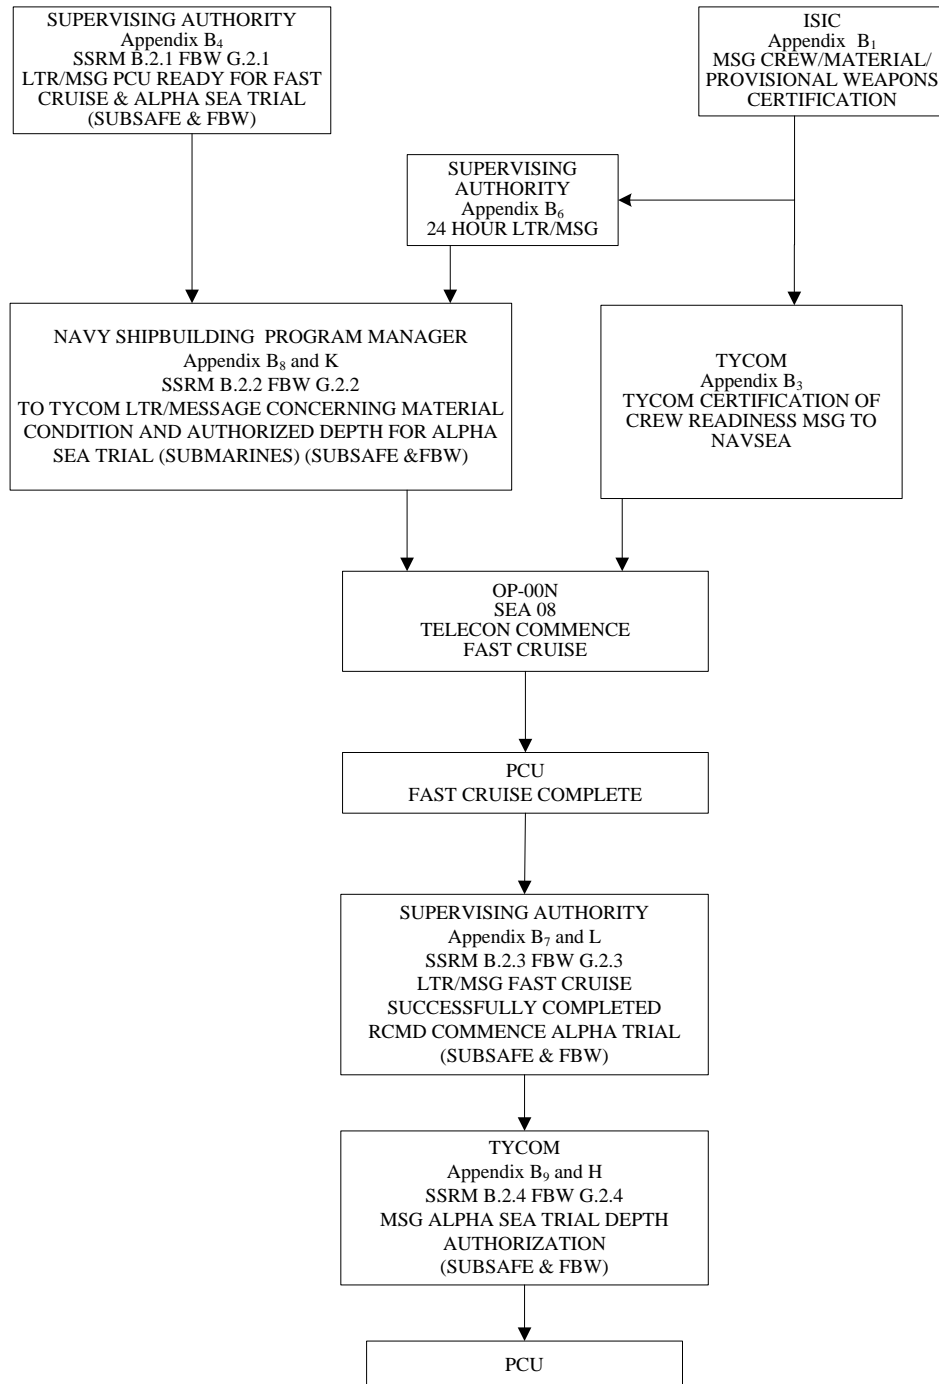 SUPERVISING AUTHORITY
Appendix B₄
SSRM B.2.1 FBW G.2.1
LTR/MSG PCU READY FOR FAST
CRUISE & ALPHA SEA TRIAL
(SUBSAFE & FBW)
ISIC
Appendix B₁
MSG CREW/MATERIAL/
PROVISIONAL WEAPONS
CERTIFICATION
SUPERVISING
AUTHORITY
Appendix B₆
24 HOUR LTR/MSG
NAVY SHIPBUILDING PROGRAM MANAGER
Appendix B₈ and K
SSRM B.2.2 FBW G.2.2
TO TYCOM LTR/MESSAGE CONCERNING MATERIAL
CONDITION AND AUTHORIZED DEPTH FOR ALPHA
SEA TRIAL (SUBMARINES) (SUBSAFE &FBW)
TYCOM
Appendix B₃
TYCOM CERTIFICATION OF
CREW READINESS MSG TO
NAVSEA
OP-00N
SEA 08
TELECON COMMENCE
FAST CRUISE
PCU
FAST CRUISE COMPLETE
SUPERVISING AUTHORITY
Appendix B₇ and L
SSRM B.2.3 FBW G.2.3
LTR/MSG FAST CRUISE
SUCCESSFULLY COMPLETED
RCMD COMMENCE ALPHA TRIAL
(SUBSAFE & FBW)
TYCOM
Appendix B₉ and H
SSRM B.2.4 FBW G.2.4
MSG ALPHA SEA TRIAL DEPTH
AUTHORIZATION
(SUBSAFE & FBW)
PCU